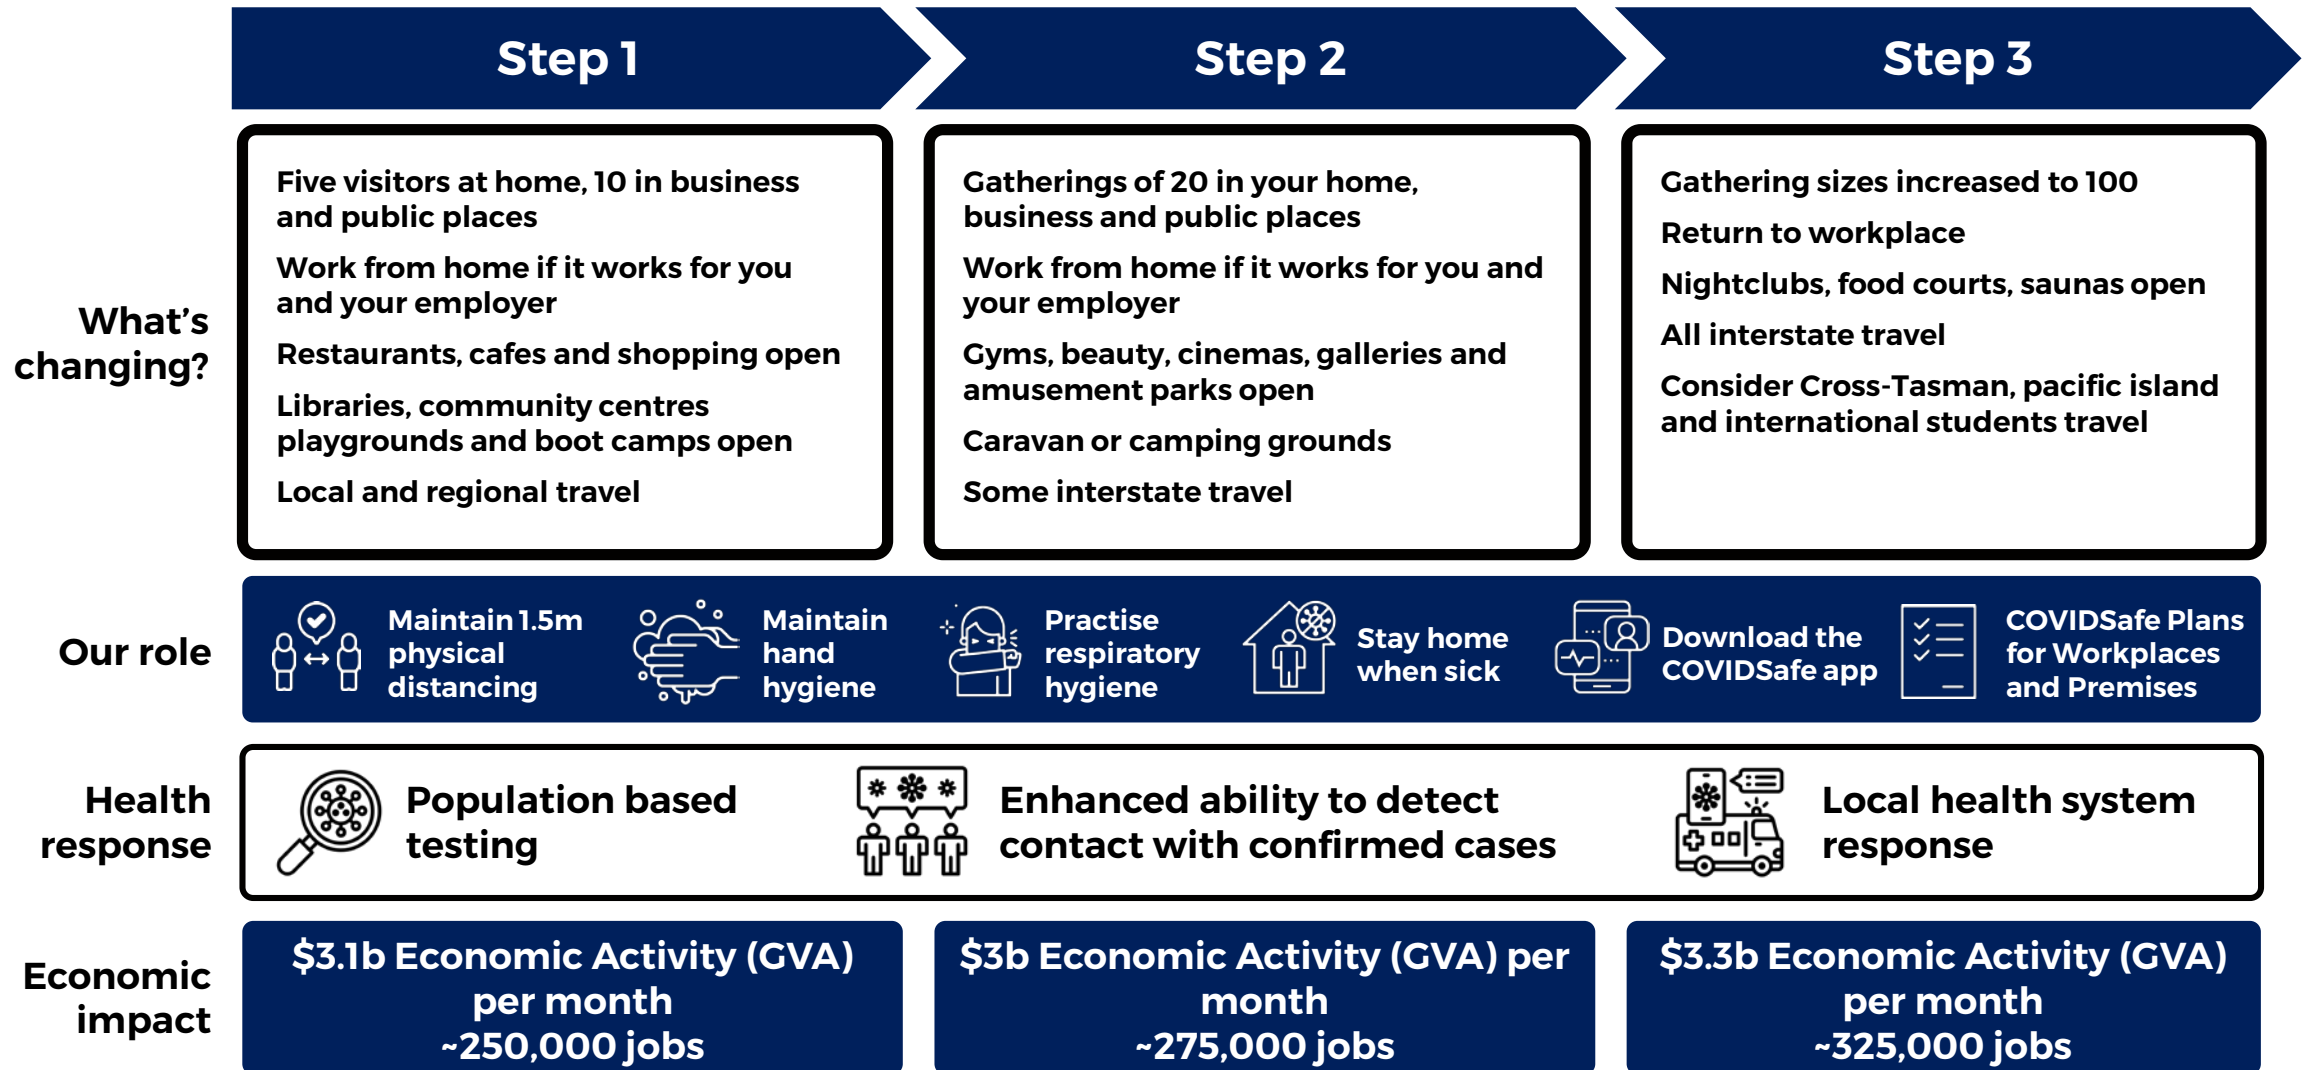 Step 1
Step 2
Step 3
What's
changing?
Five visitors at home, 10 in business
and public places
Work from home if it works for you
and your employer
Restaurants, cafes and shopping open
Libraries, community centres
playgrounds and boot camps open
Local and regional travel
Gatherings of 20 in your home,
business and public places
Work from home if it works for you and
your employer
Gyms, beauty, cinemas, galleries and
amusement parks open
Caravan or camping grounds
Some interstate travel
Gathering sizes increased to 100
Return to workplace
Nightclubs, food courts, saunas open
All interstate travel
Consider Cross-Tasman, pacific island
and international students travel
Our role
Maintain 1.5m
physical
distancing
Maintain
hand
hygiene
Practise
respiratory
hygiene
Stay home
when sick
Download the
COVIDSafe app
COVIDSafe Plans
for Workplaces
and Premises
Health
response
Population based
testing
Enhanced ability to detect
contact with confirmed cases
Local health system
response
Economic
impact
$3.1b Economic Activity (GVA)
per month
~250,000 jobs
$3b Economic Activity (GVA) per
month
~275,000 jobs
$3.3b Economic Activity (GVA)
per month
~325,000 jobs